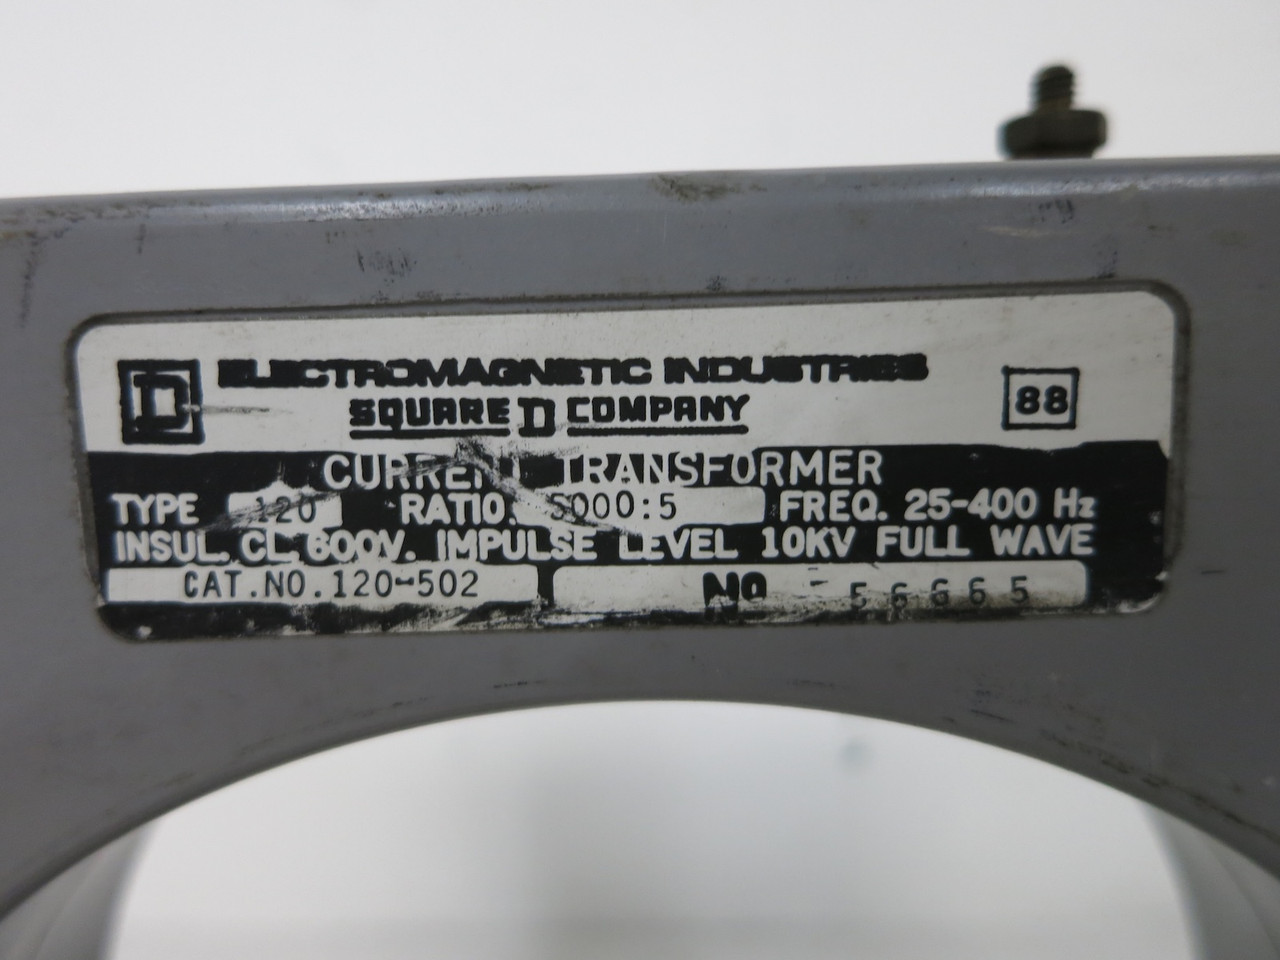 D ELECTROMAGNETIC INDUSTRIES
SQUARE D COMPANY
88
CURRENT TRANSFORMER
TYPE 120 RATIO. 5000:5 FREQ. 25-400 Hz
INSUL. CL. 600V. IMPULSE LEVEL 10KV FULL WAVE
CAT.NO.120-502 No